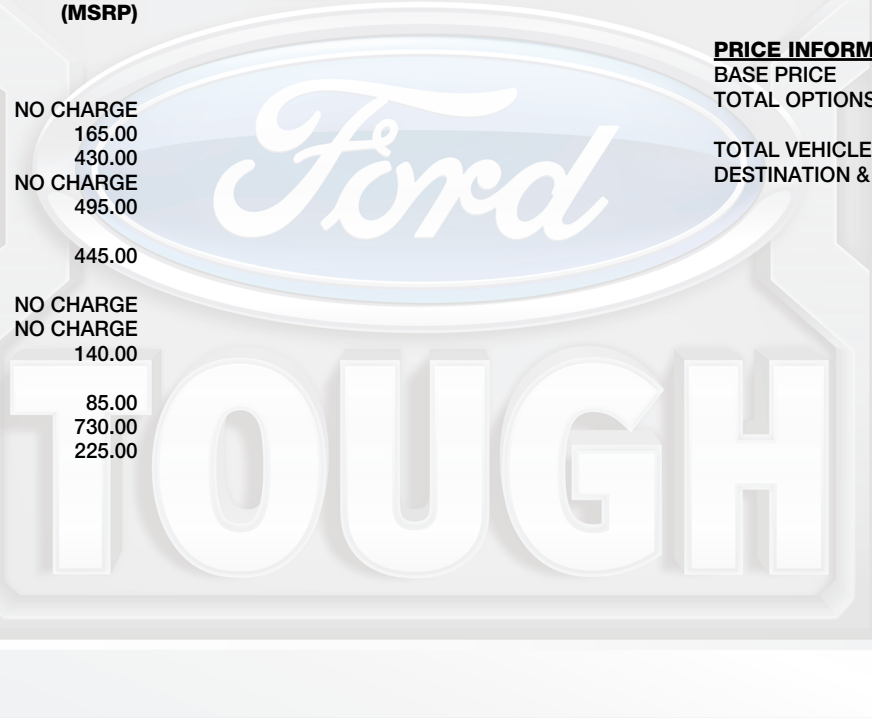 (MSRP)
NO CHARGE
165.00
430.00
NO CHARGE
495.00
445.00
NO CHARGE
NO CHARGE
140.00
85.00
730.00
225.00
PRICE INFORM
BASE PRICE
TOTAL OPTIONS
TOTAL VEHICLE
DESTINATION &
Ford
TOUGH